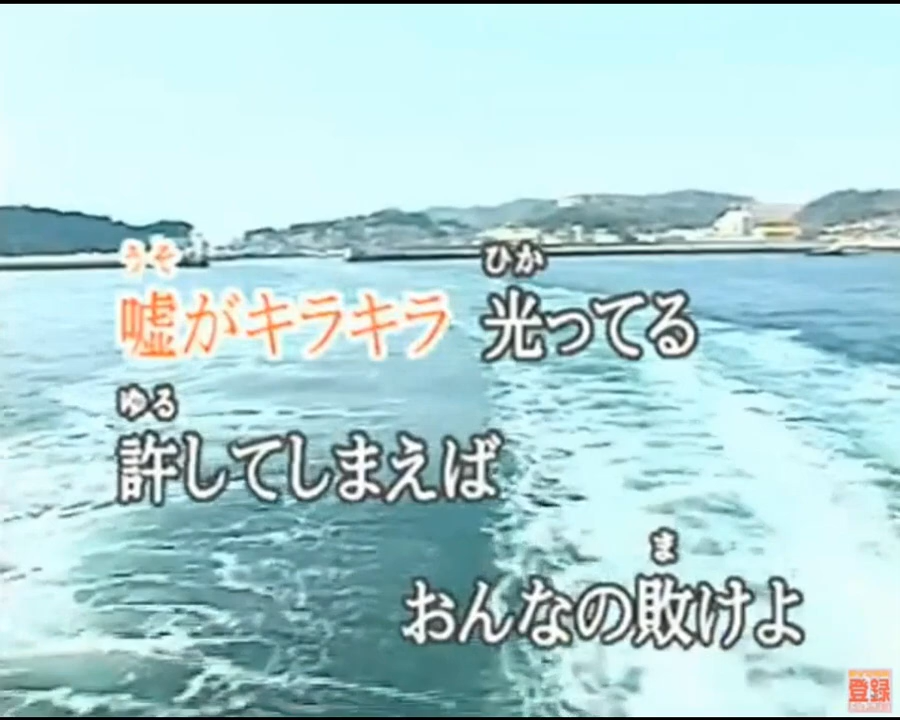 うそ ひか
嘘がキラキラ 光ってる
ゆる
許してしまえば
ま
おんなの敗けよ
登録